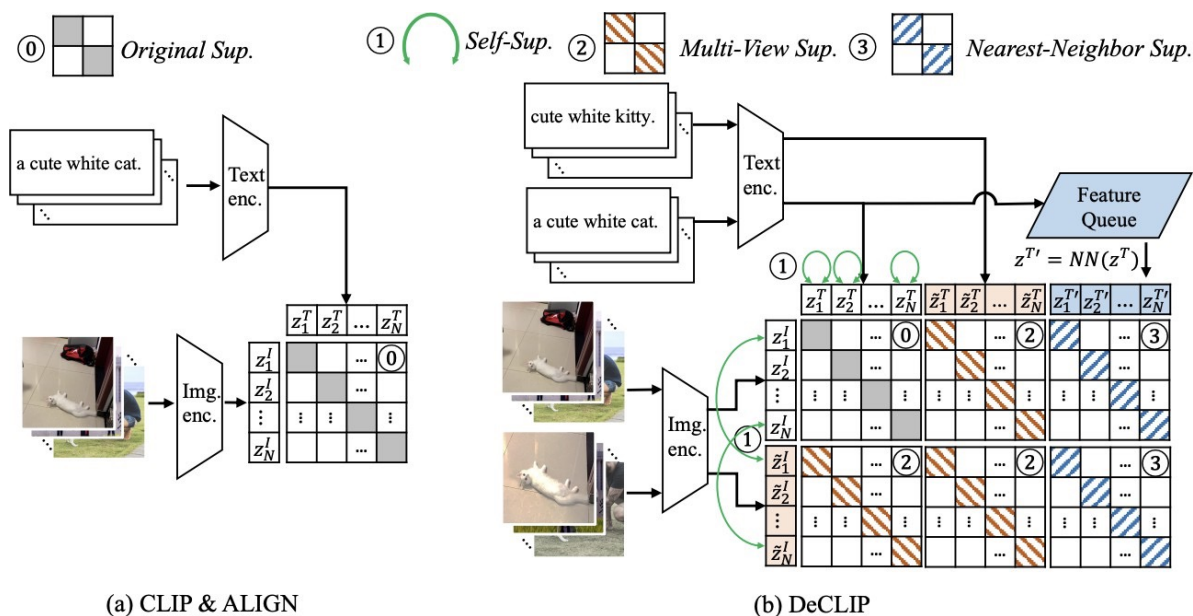 ⓪ Original Sup.
① Self-Sup.
② Multi-View Sup.
③ Nearest-Neighbor Sup.
a cute white cat.
Text enc.
z_1^T z_2^T ... z_N^T
Img. enc.
z_1^I
z_2^I
⋮
z_N^I
... ⓪
...
⋮ ⋮ ⋮
...
(a) CLIP & ALIGN
cute white kitty.
a cute white cat.
Text enc.
Feature Queue
z^{T'} = NN(z^T)
①
z_1^T z_2^T ... z_N^T
z̃_1^T z̃_2^T ... z̃_N^T
z_1^{T'} z_2^{T'} ... z_N^{T'}
Img. enc.
①
z_1^I
z_2^I
⋮
z_N^I
z̃_1^I
z̃_2^I
⋮
z̃_N^I
... ⓪ ... ② ... ③
... ... ...
⋮ ⋮ ⋮ ⋮ ⋮ ⋮ ⋮ ⋮ ⋮
... ... ...
... ② ... ② ... ③
... ... ...
⋮ ⋮ ⋮ ⋮ ⋮ ⋮ ⋮ ⋮ ⋮
... ... ...
(b) DeCLIP